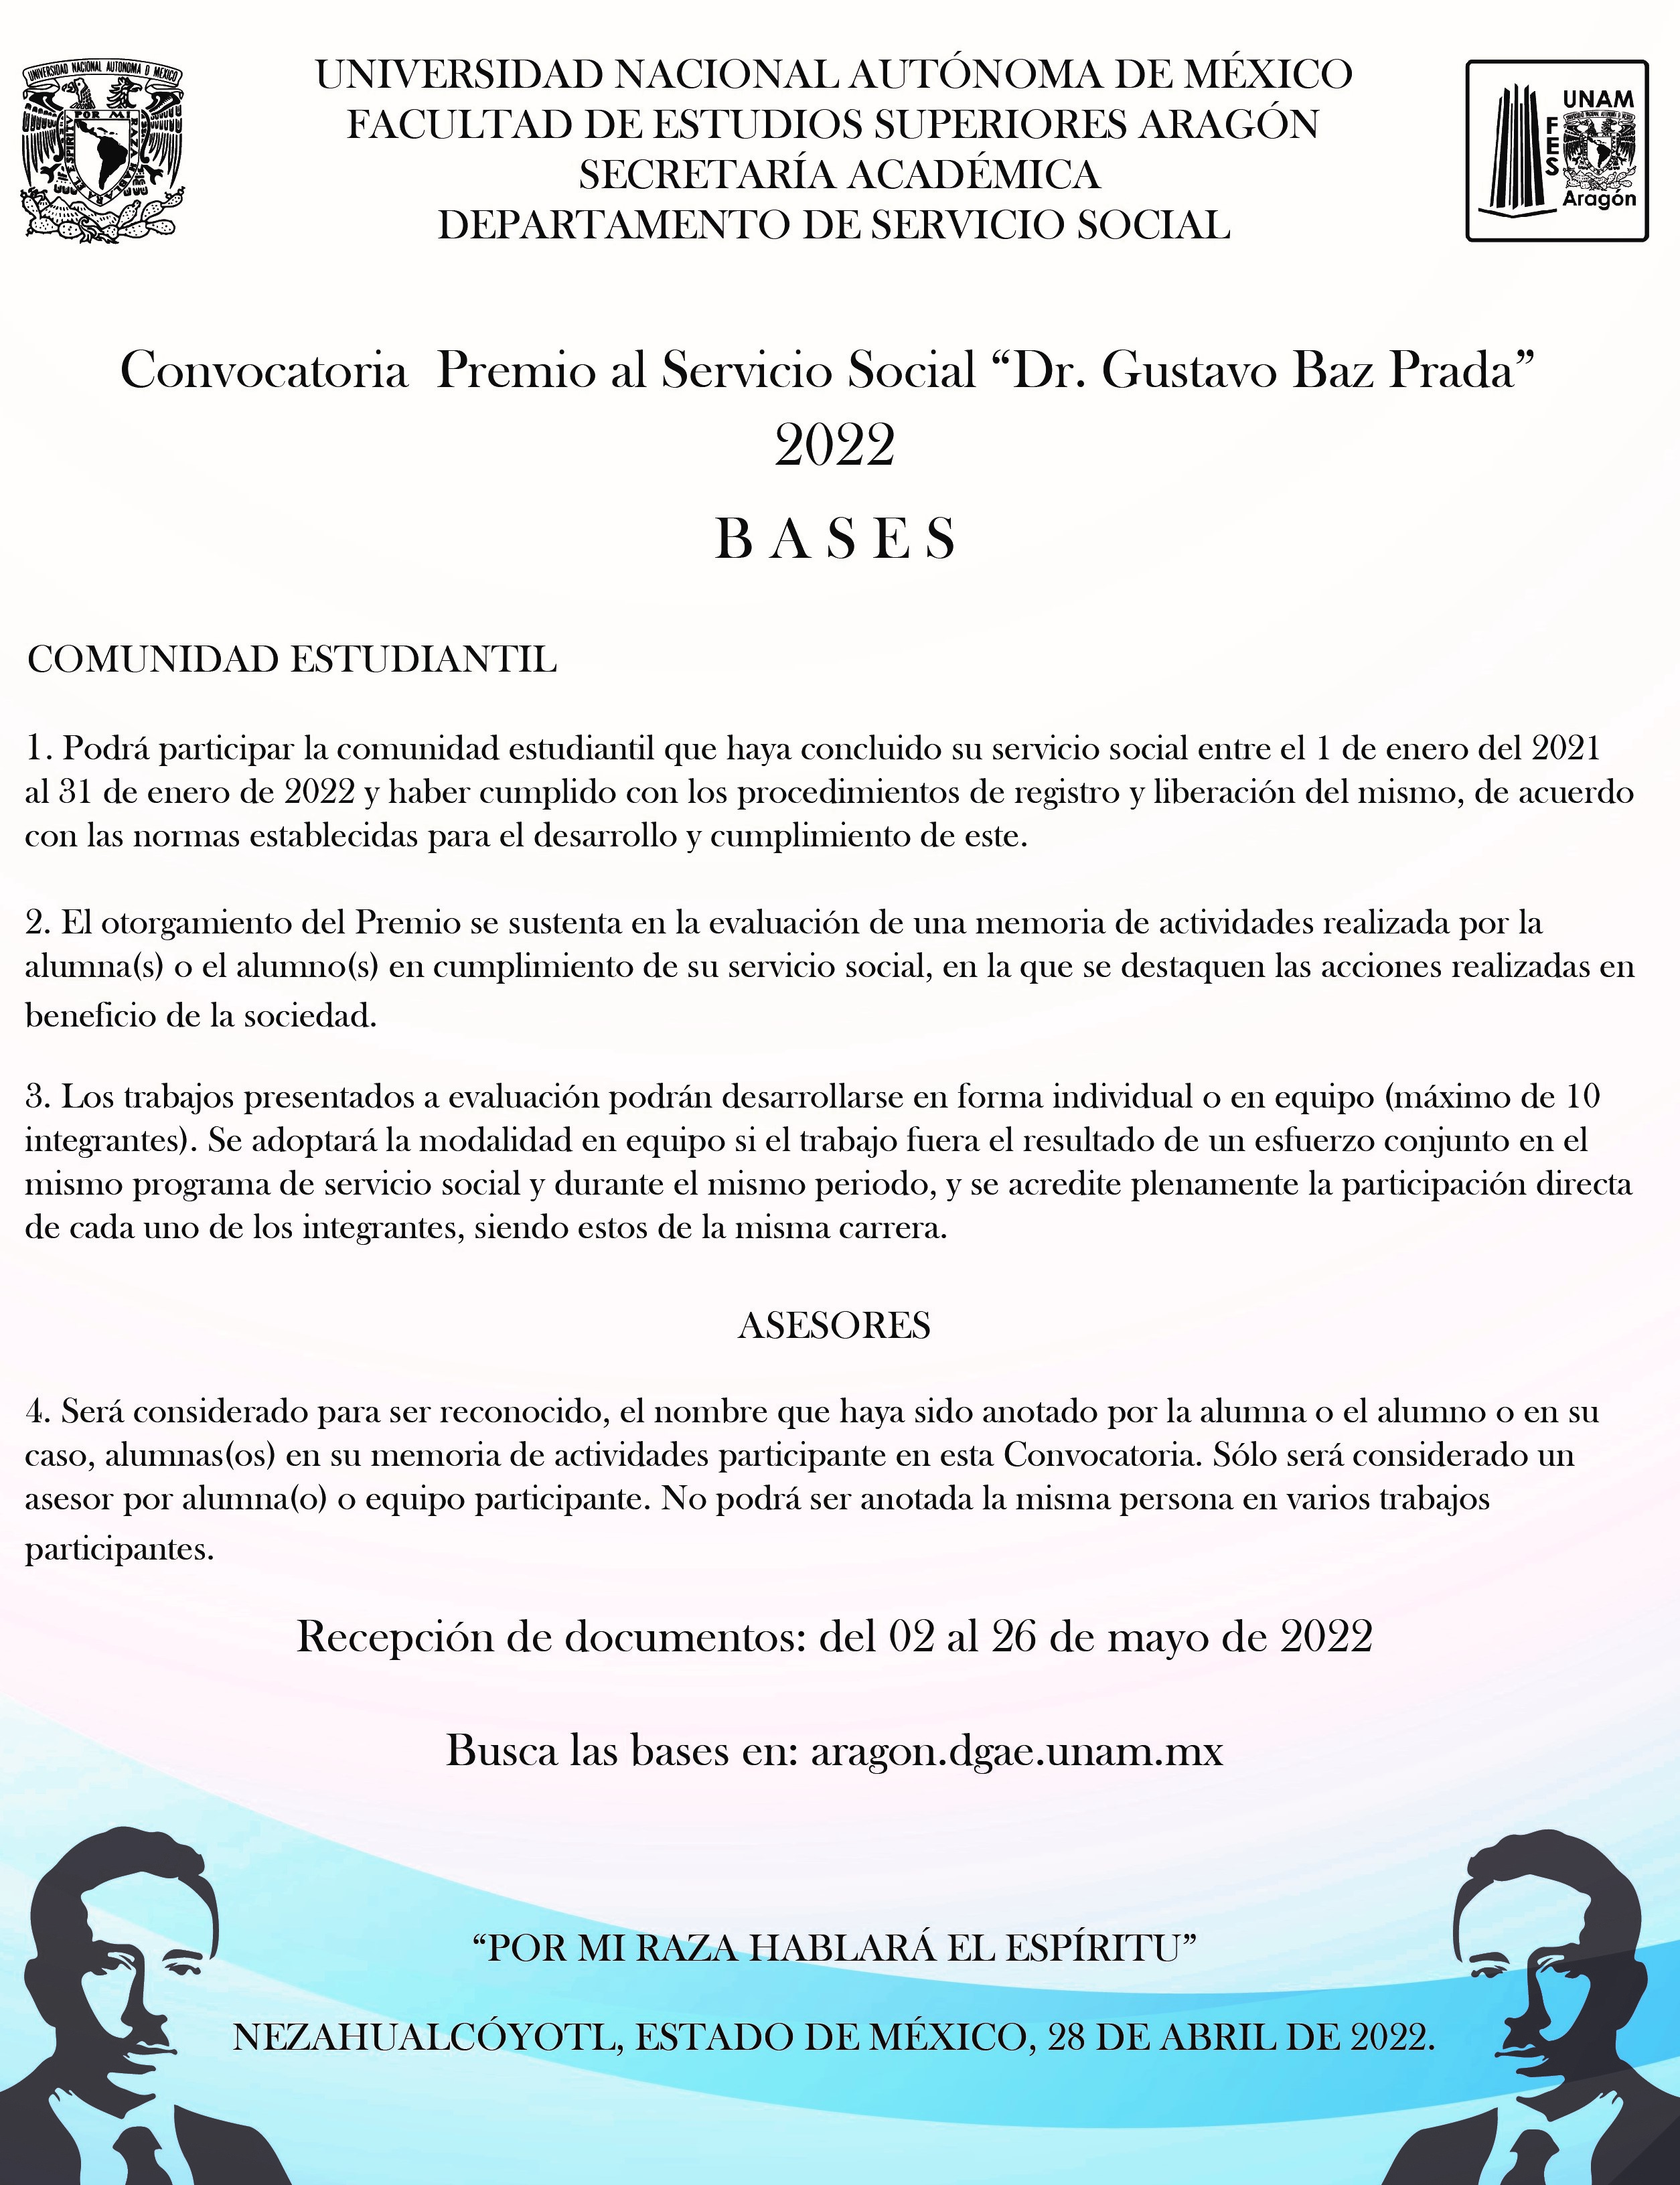 UNIVERSIDAD NACIONAL AUTÓNOMA DE MÉXICO
FACULTAD DE ESTUDIOS SUPERIORES ARAGÓN
SECRETARÍA ACADÉMICA
DEPARTAMENTO DE SERVICIO SOCIAL
UNIVERSIDAD NACIONAL AUTONOMA D MEXICO
POR MI RAZA HABLARA EL ESPIRITU
UNAM
FES
Aragón
Convocatoria Premio al Servicio Social “Dr. Gustavo Baz Prada”
2022
B A S E S
COMUNIDAD ESTUDIANTIL
1. Podrá participar la comunidad estudiantil que haya concluido su servicio social entre el 1 de enero del 2021
al 31 de enero de 2022 y haber cumplido con los procedimientos de registro y liberación del mismo, de acuerdo
con las normas establecidas para el desarrollo y cumplimiento de este.
2. El otorgamiento del Premio se sustenta en la evaluación de una memoria de actividades realizada por la
alumna(s) o el alumno(s) en cumplimiento de su servicio social, en la que se destaquen las acciones realizadas en
beneficio de la sociedad.
3. Los trabajos presentados a evaluación podrán desarrollarse en forma individual o en equipo (máximo de 10
integrantes). Se adoptará la modalidad en equipo si el trabajo fuera el resultado de un esfuerzo conjunto en el
mismo programa de servicio social y durante el mismo periodo, y se acredite plenamente la participación directa
de cada uno de los integrantes, siendo estos de la misma carrera.
ASESORES
4. Será considerado para ser reconocido, el nombre que haya sido anotado por la alumna o el alumno o en su
caso, alumnas(os) en su memoria de actividades participante en esta Convocatoria. Sólo será considerado un
asesor por alumna(o) o equipo participante. No podrá ser anotada la misma persona en varios trabajos
participantes.
Recepción de documentos: del 02 al 26 de mayo de 2022
Busca las bases en: aragon.dgae.unam.mx
“POR MI RAZA HABLARÁ EL ESPÍRITU”
NEZAHUALCÓYOTL, ESTADO DE MÉXICO, 28 DE ABRIL DE 2022.